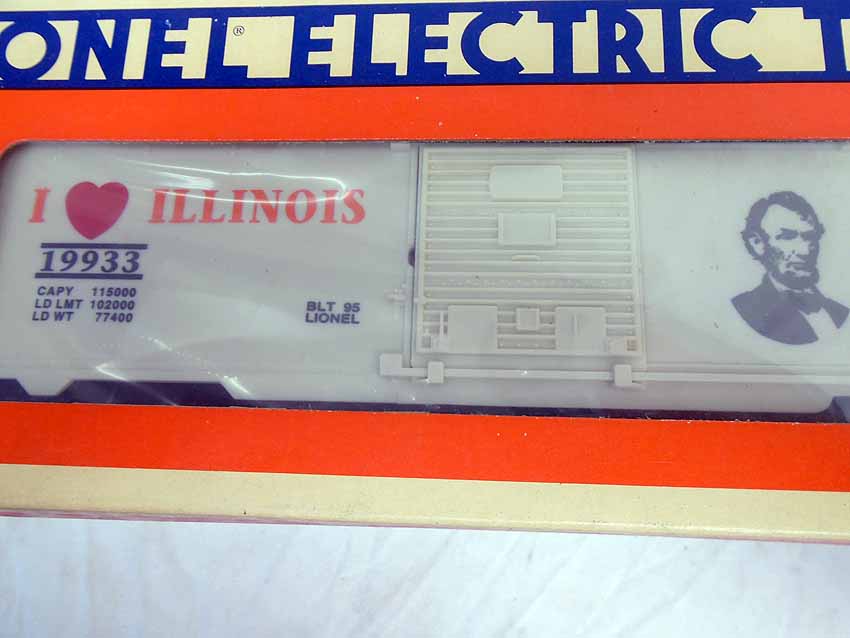 ONEL® ELECTRIC T
I ♥ ILLINOIS
19933
CAPY 115000
LD LMT 102000
LD WT 77400
BLT 95
LIONEL